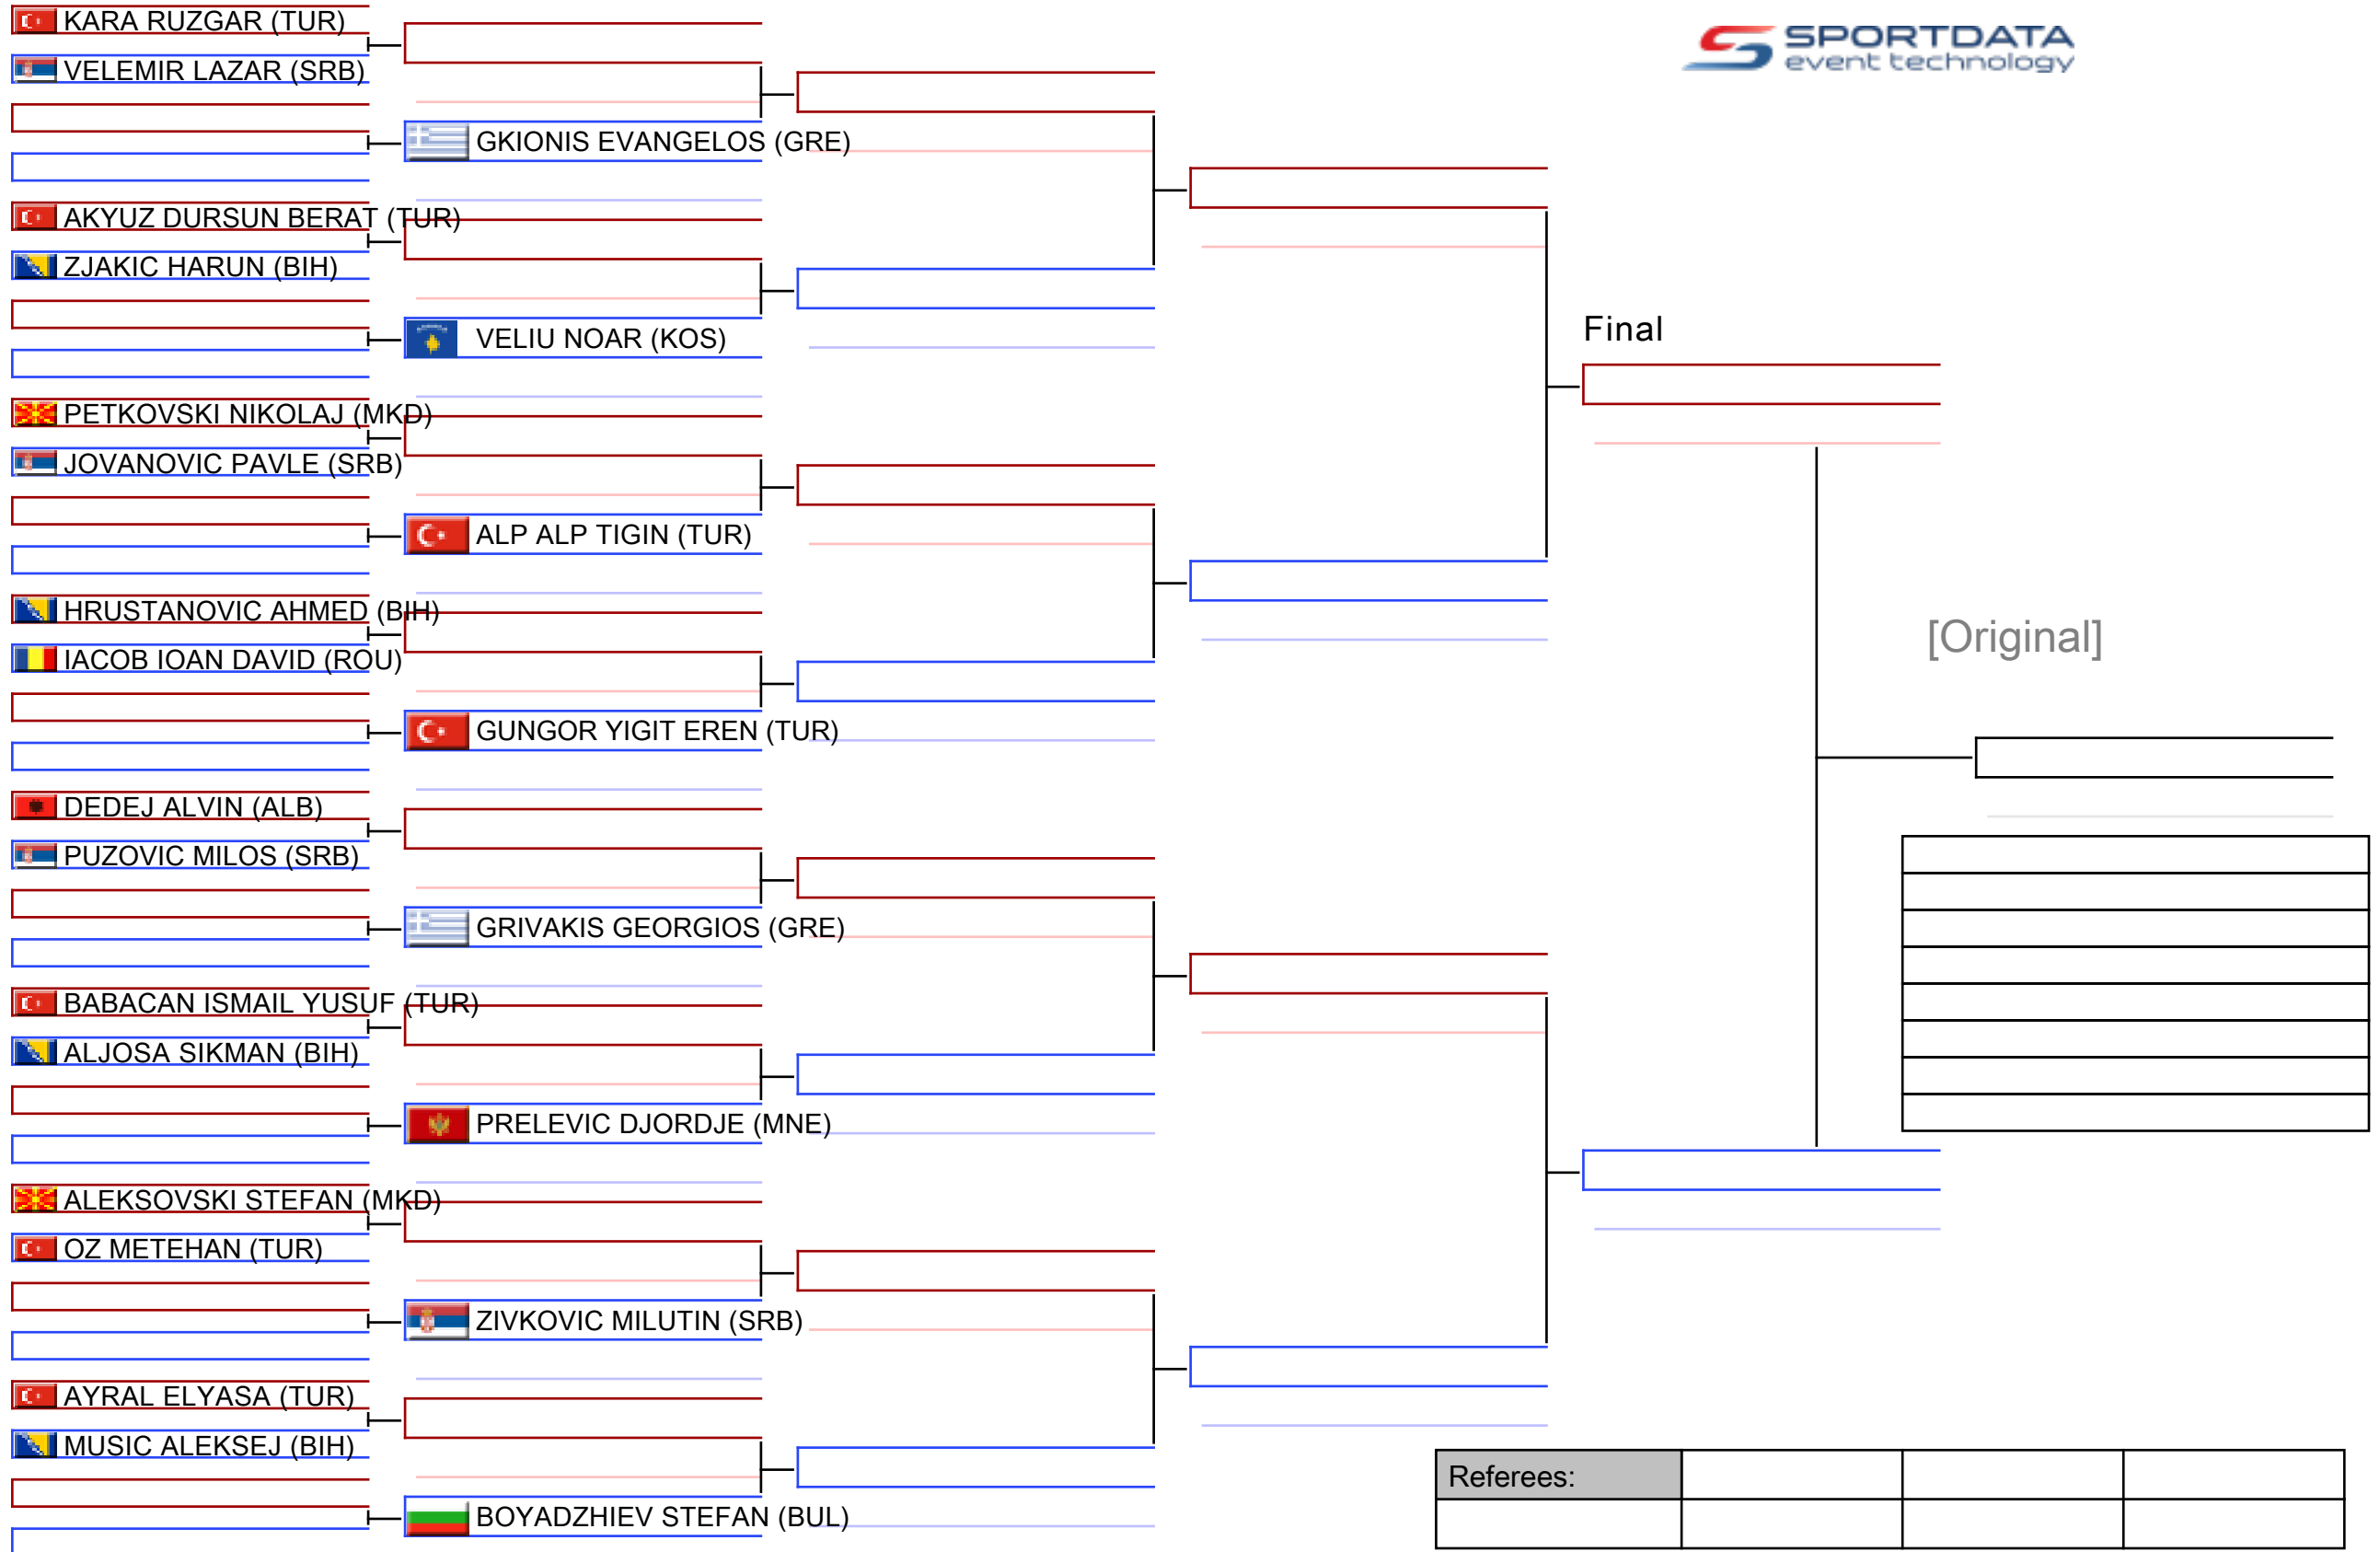 KARA RUZGAR (TUR)
VELEMIR LAZAR (SRB)
GKIONIS EVANGELOS (GRE)
AKYUZ DURSUN BERAT (TUR)
ZJAKIC HARUN (BIH)
VELIU NOAR (KOS)
PETKOVSKI NIKOLAJ (MKD)
JOVANOVIC PAVLE (SRB)
ALP ALP TIGIN (TUR)
HRUSTANOVIC AHMED (BIH)
IACOB IOAN DAVID (ROU)
GUNGOR YIGIT EREN (TUR)
DEDEJ ALVIN (ALB)
PUZOVIC MILOS (SRB)
GRIVAKIS GEORGIOS (GRE)
BABACAN ISMAIL YUSUF (TUR)
ALJOSA SIKMAN (BIH)
PRELEVIC DJORDJE (MNE)
ALEKSOVSKI STEFAN (MKD)
OZ METEHAN (TUR)
ZIVKOVIC MILUTIN (SRB)
AYRAL ELYASA (TUR)
MUSIC ALEKSEJ (BIH)
BOYADZHIEV STEFAN (BUL)
SPORTDATA
event technology
Final
[Original]
Referees: